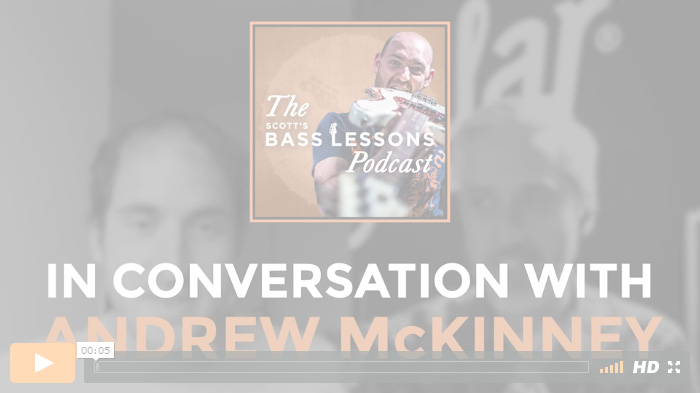 The
SCOTT'S
BASS LESSONS
Podcast
IN CONVERSATION WITH
ANDREW McKINNEY
00:05
HD